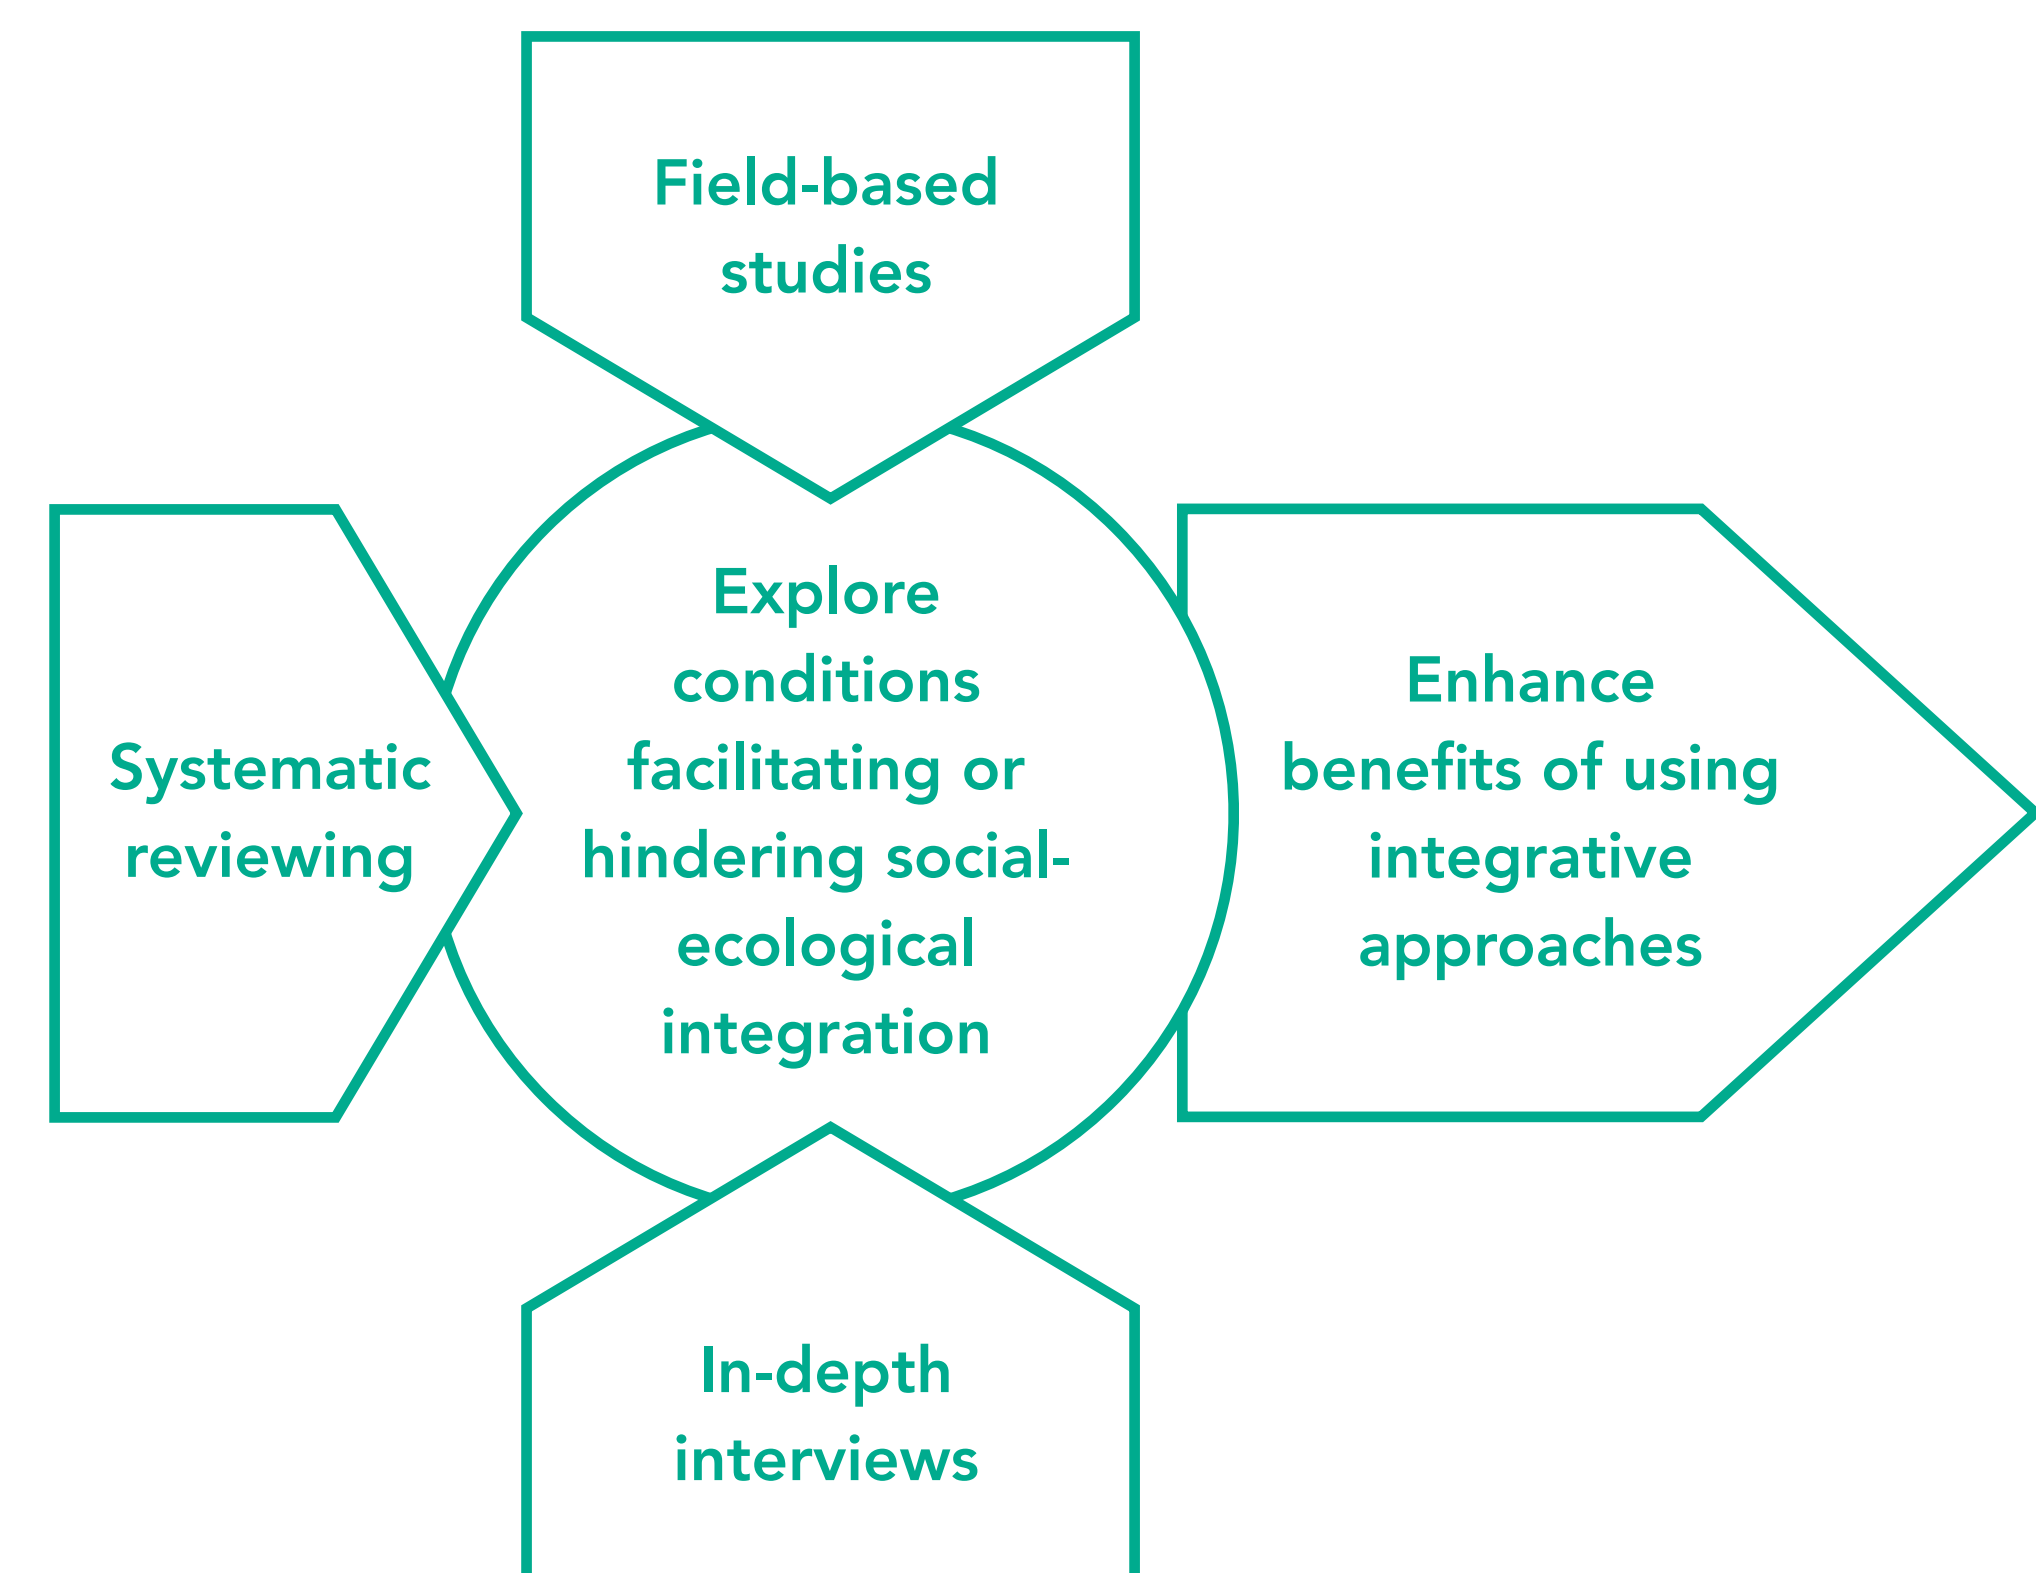 Field-based
studies
Systematic
reviewing
Explore
conditions
facilitating or
hindering social-
ecological
integration
Enhance
benefits of using
integrative
approaches
In-depth
interviews